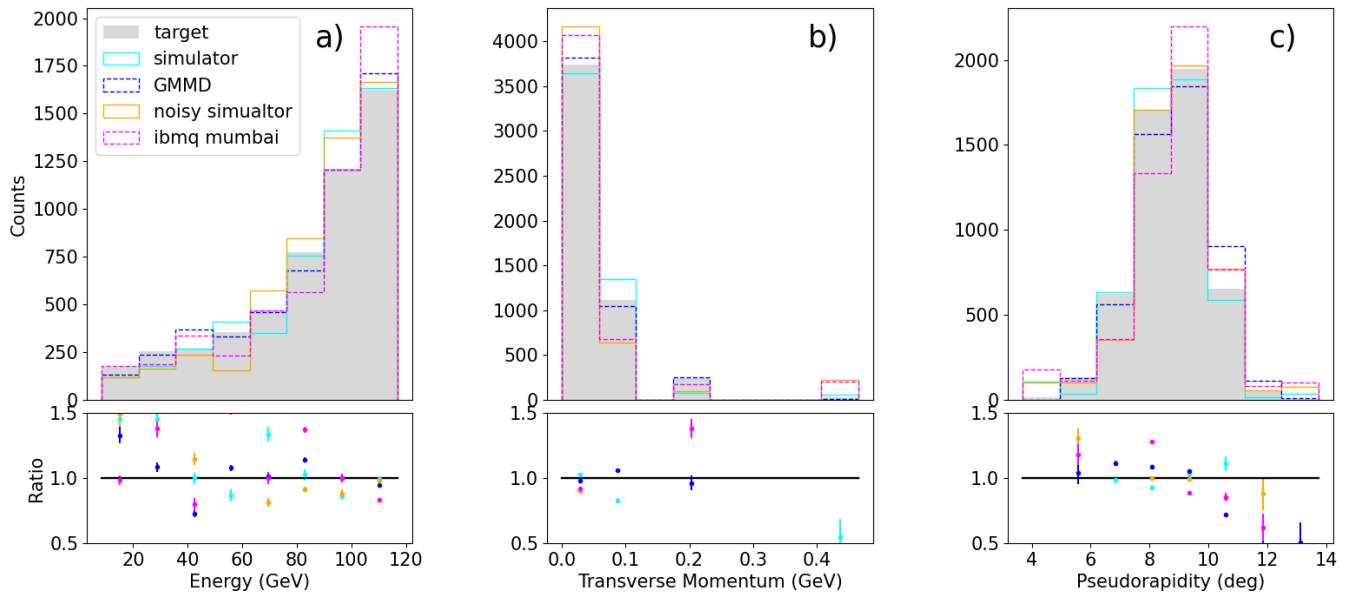 a)
b)
c)
target
simulator
GMMD
noisy simualtor
ibmq mumbai
Counts
2000
1750
1500
1250
1000
750
500
250
0
4000
3500
3000
2500
2000
1500
1000
500
0
2000
1500
1000
500
0
Ratio
1.5
1.0
0.5
1.5
1.0
0.5
1.5
1.0
0.5
20 40 60 80 100 120
Energy (GeV)
0.0 0.1 0.2 0.3 0.4
Transverse Momentum (GeV)
4 6 8 10 12 14
Pseudorapidity (deg)